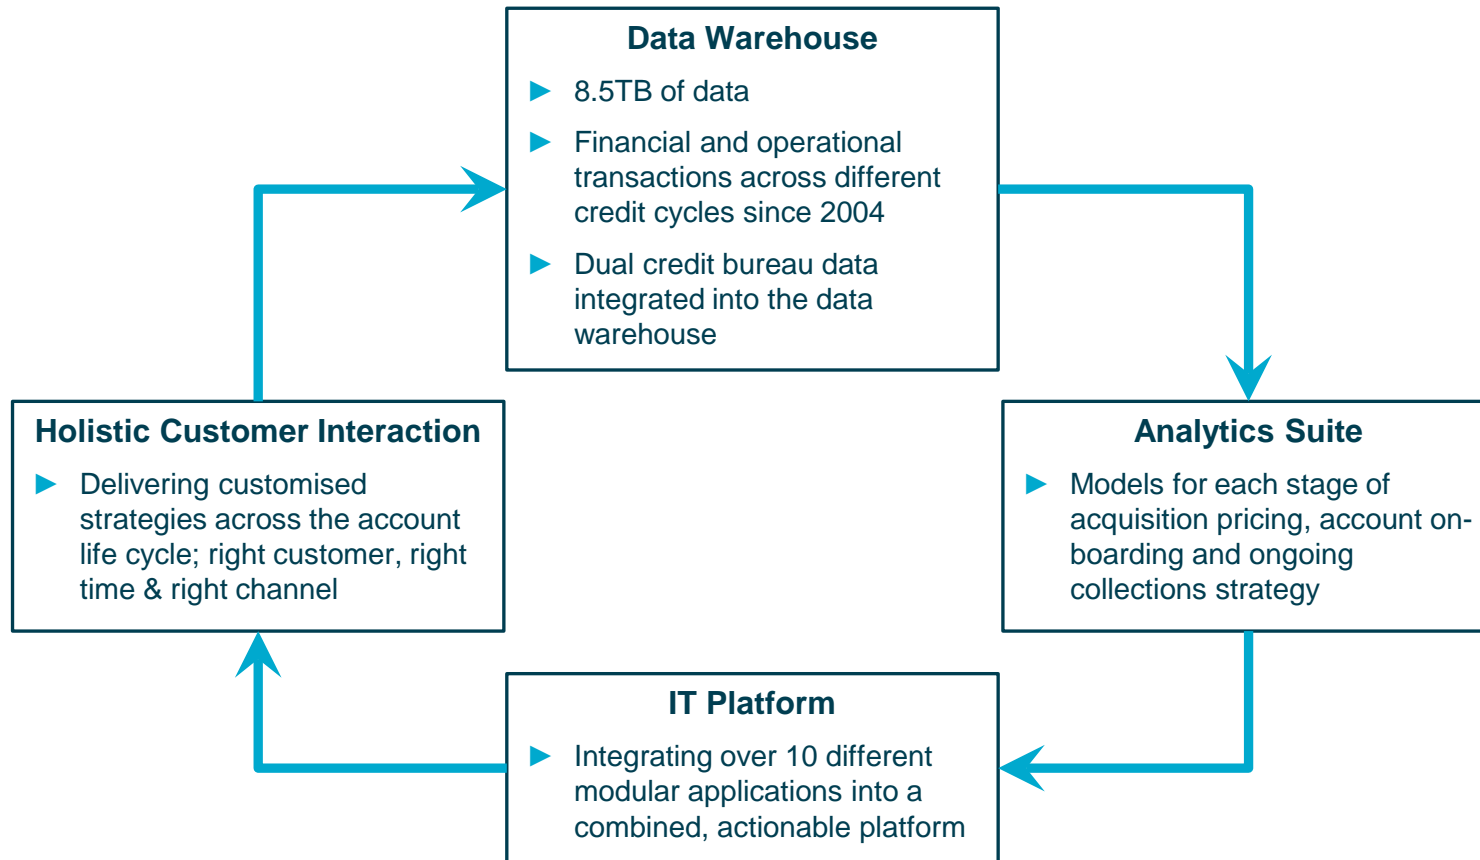 Data Warehouse
8.5TB of data
Financial and operational
transactions across different
credit cycles since 2004
Dual credit bureau data
integrated into the data
warehouse
Holistic Customer Interaction
Delivering customised
strategies across the account
life cycle; right customer, right
time & right channel
Analytics Suite
Models for each stage of
acquisition pricing, account on-
boarding and ongoing
collections strategy
IT Platform
Integrating over 10 different
modular applications into a
combined, actionable platform